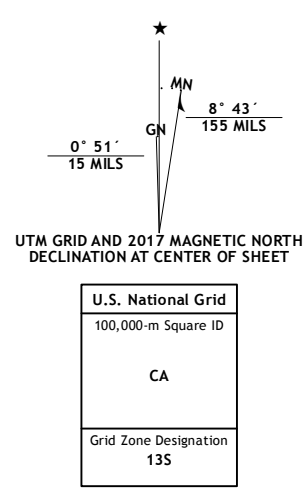 ★
MN
8° 43´
155 MILS
GN
0° 51´
15 MILS
UTM GRID AND 2017 MAGNETIC NORTH
DECLINATION AT CENTER OF SHEET
U.S. National Grid
100,000-m Square ID
CA
Grid Zone Designation
13S